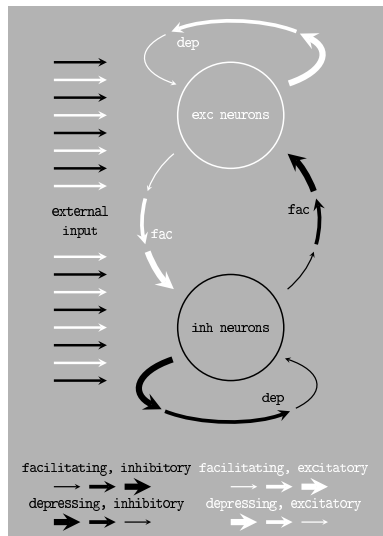 dep
exc neurons
external
input
fac
fac
inh neurons
dep
facilitating, inhibitory facilitating, excitatory
depressing, inhibitory depressing, excitatory